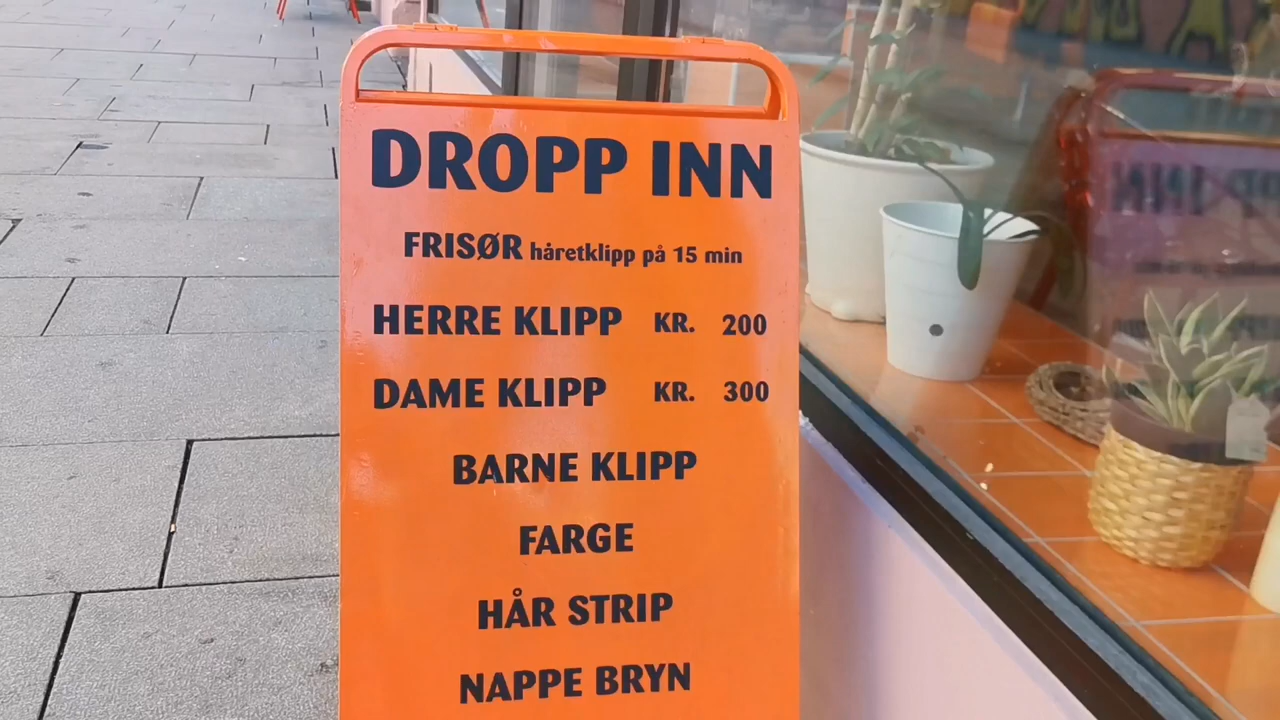 DROPP INN
FRISØR håretklipp på 15 min
HERRE KLIPP KR. 200
DAME KLIPP KR. 300
BARNE KLIPP
FARGE
HÅR STRIP
NAPPE BRYN